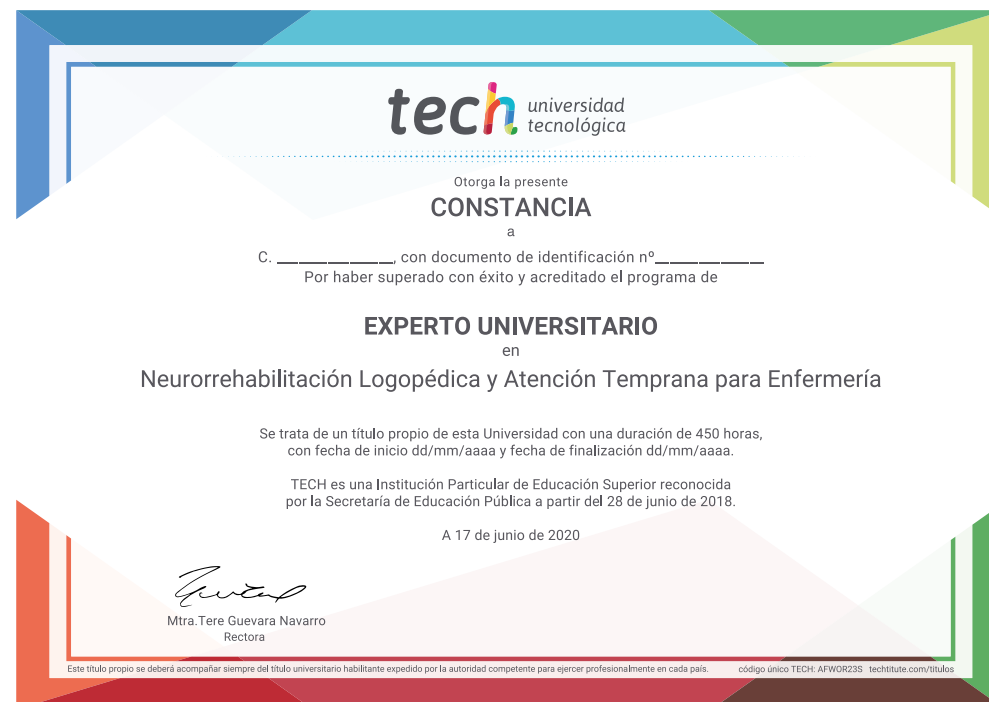 tech universidad
tecnológica
Otorga la presente
CONSTANCIA
a
C. ______________, con documento de identificación nº_____________
Por haber superado con éxito y acreditado el programa de
EXPERTO UNIVERSITARIO
en
Neurorrehabilitación Logopédica y Atención Temprana para Enfermería
Se trata de un título propio de esta Universidad con una duración de 450 horas,
con fecha de inicio dd/mm/aaaa y fecha de finalización dd/mm/aaaa.
TECH es una Institución Particular de Educación Superior reconocida
por la Secretaría de Educación Pública a partir del 28 de junio de 2018.
A 17 de junio de 2020
Mtra.Tere Guevara Navarro
Rectora
Este título propio se deberá acompañar siempre del título universitario habilitante expedido por la autoridad competente para ejercer profesionalmente en cada país. código único TECH: AFWOR23S techtitute.com/titulos